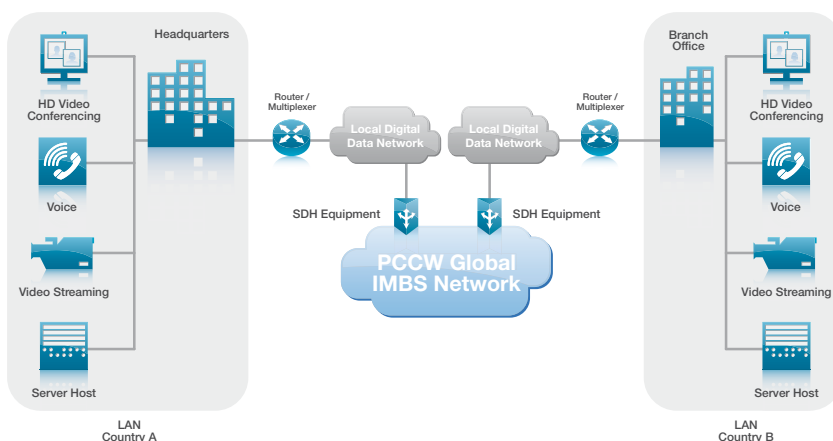 Headquarters
HD Video
Conferencing
Voice
Video Streaming
Server Host
LAN
Country A
Router /
Multiplexer
Local Digital
Data Network
SDH Equipment
PCCW Global
IMBS Network
Local Digital
Data Network
SDH Equipment
Router /
Multiplexer
Branch
Office
HD Video
Conferencing
Voice
Video Streaming
Server Host
LAN
Country B